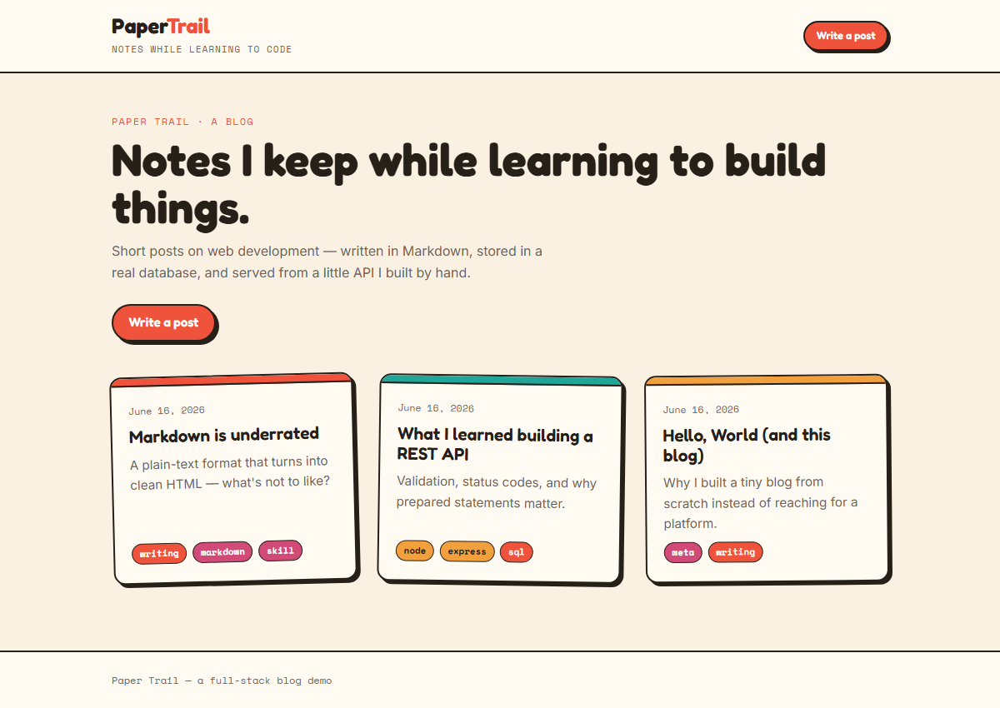 PaperTrail
NOTES WHILE LEARNING TO CODE
Write a post
PAPER TRAIL · A BLOG
Notes I keep while learning to build
things.
Short posts on web development — written in Markdown, stored in a
real database, and served from a little API I built by hand.
Write a post
June 16, 2026
Markdown is underrated
A plain-text format that turns into
clean HTML — what's not to like?
writing markdown skill
June 16, 2026
What I learned building a
REST API
Validation, status codes, and why
prepared statements matter.
node express sql
June 16, 2026
Hello, World (and this
blog)
Why I built a tiny blog from
scratch instead of reaching for a
platform.
meta writing
Paper Trail — a full-stack blog demo